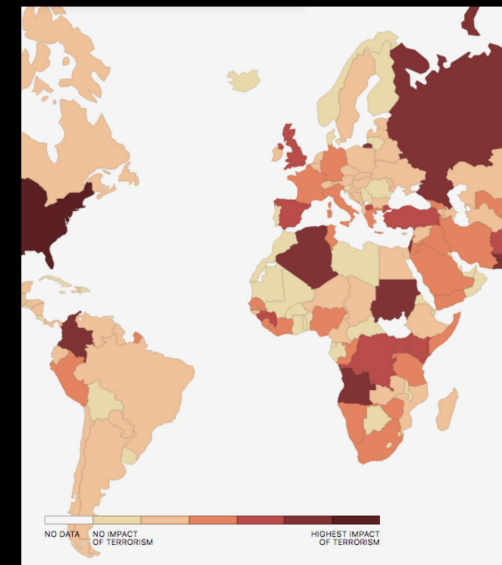 NO DATA
NO IMPACT
OF TERRORISM
HIGHEST IMPACT
OF TERRORISM